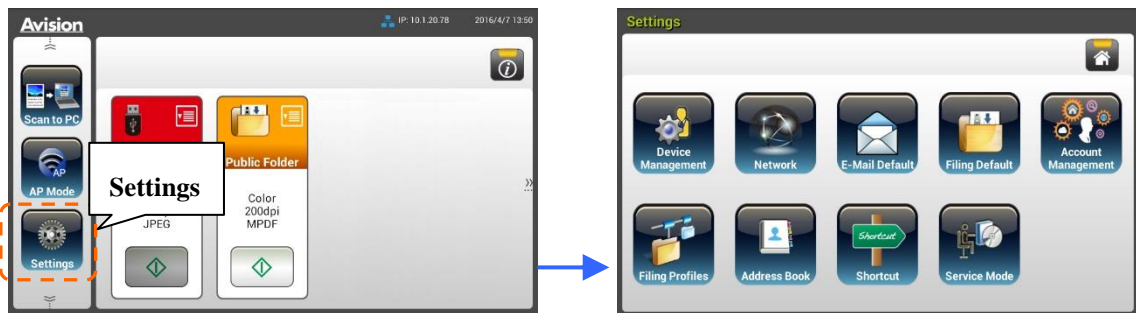 Avision
IP: 10.1.20.78
2016/4/7 13:50
Scan to PC
AP
AP Mode
Settings
Settings
JPEG
Public Folder
Color
200dpi
MPDF
Settings
Device
Management
Network
E-Mail Default
Filing Default
Account
Management
Filing Profiles
Address Book
Shortcut
Shortcut
Service Mode